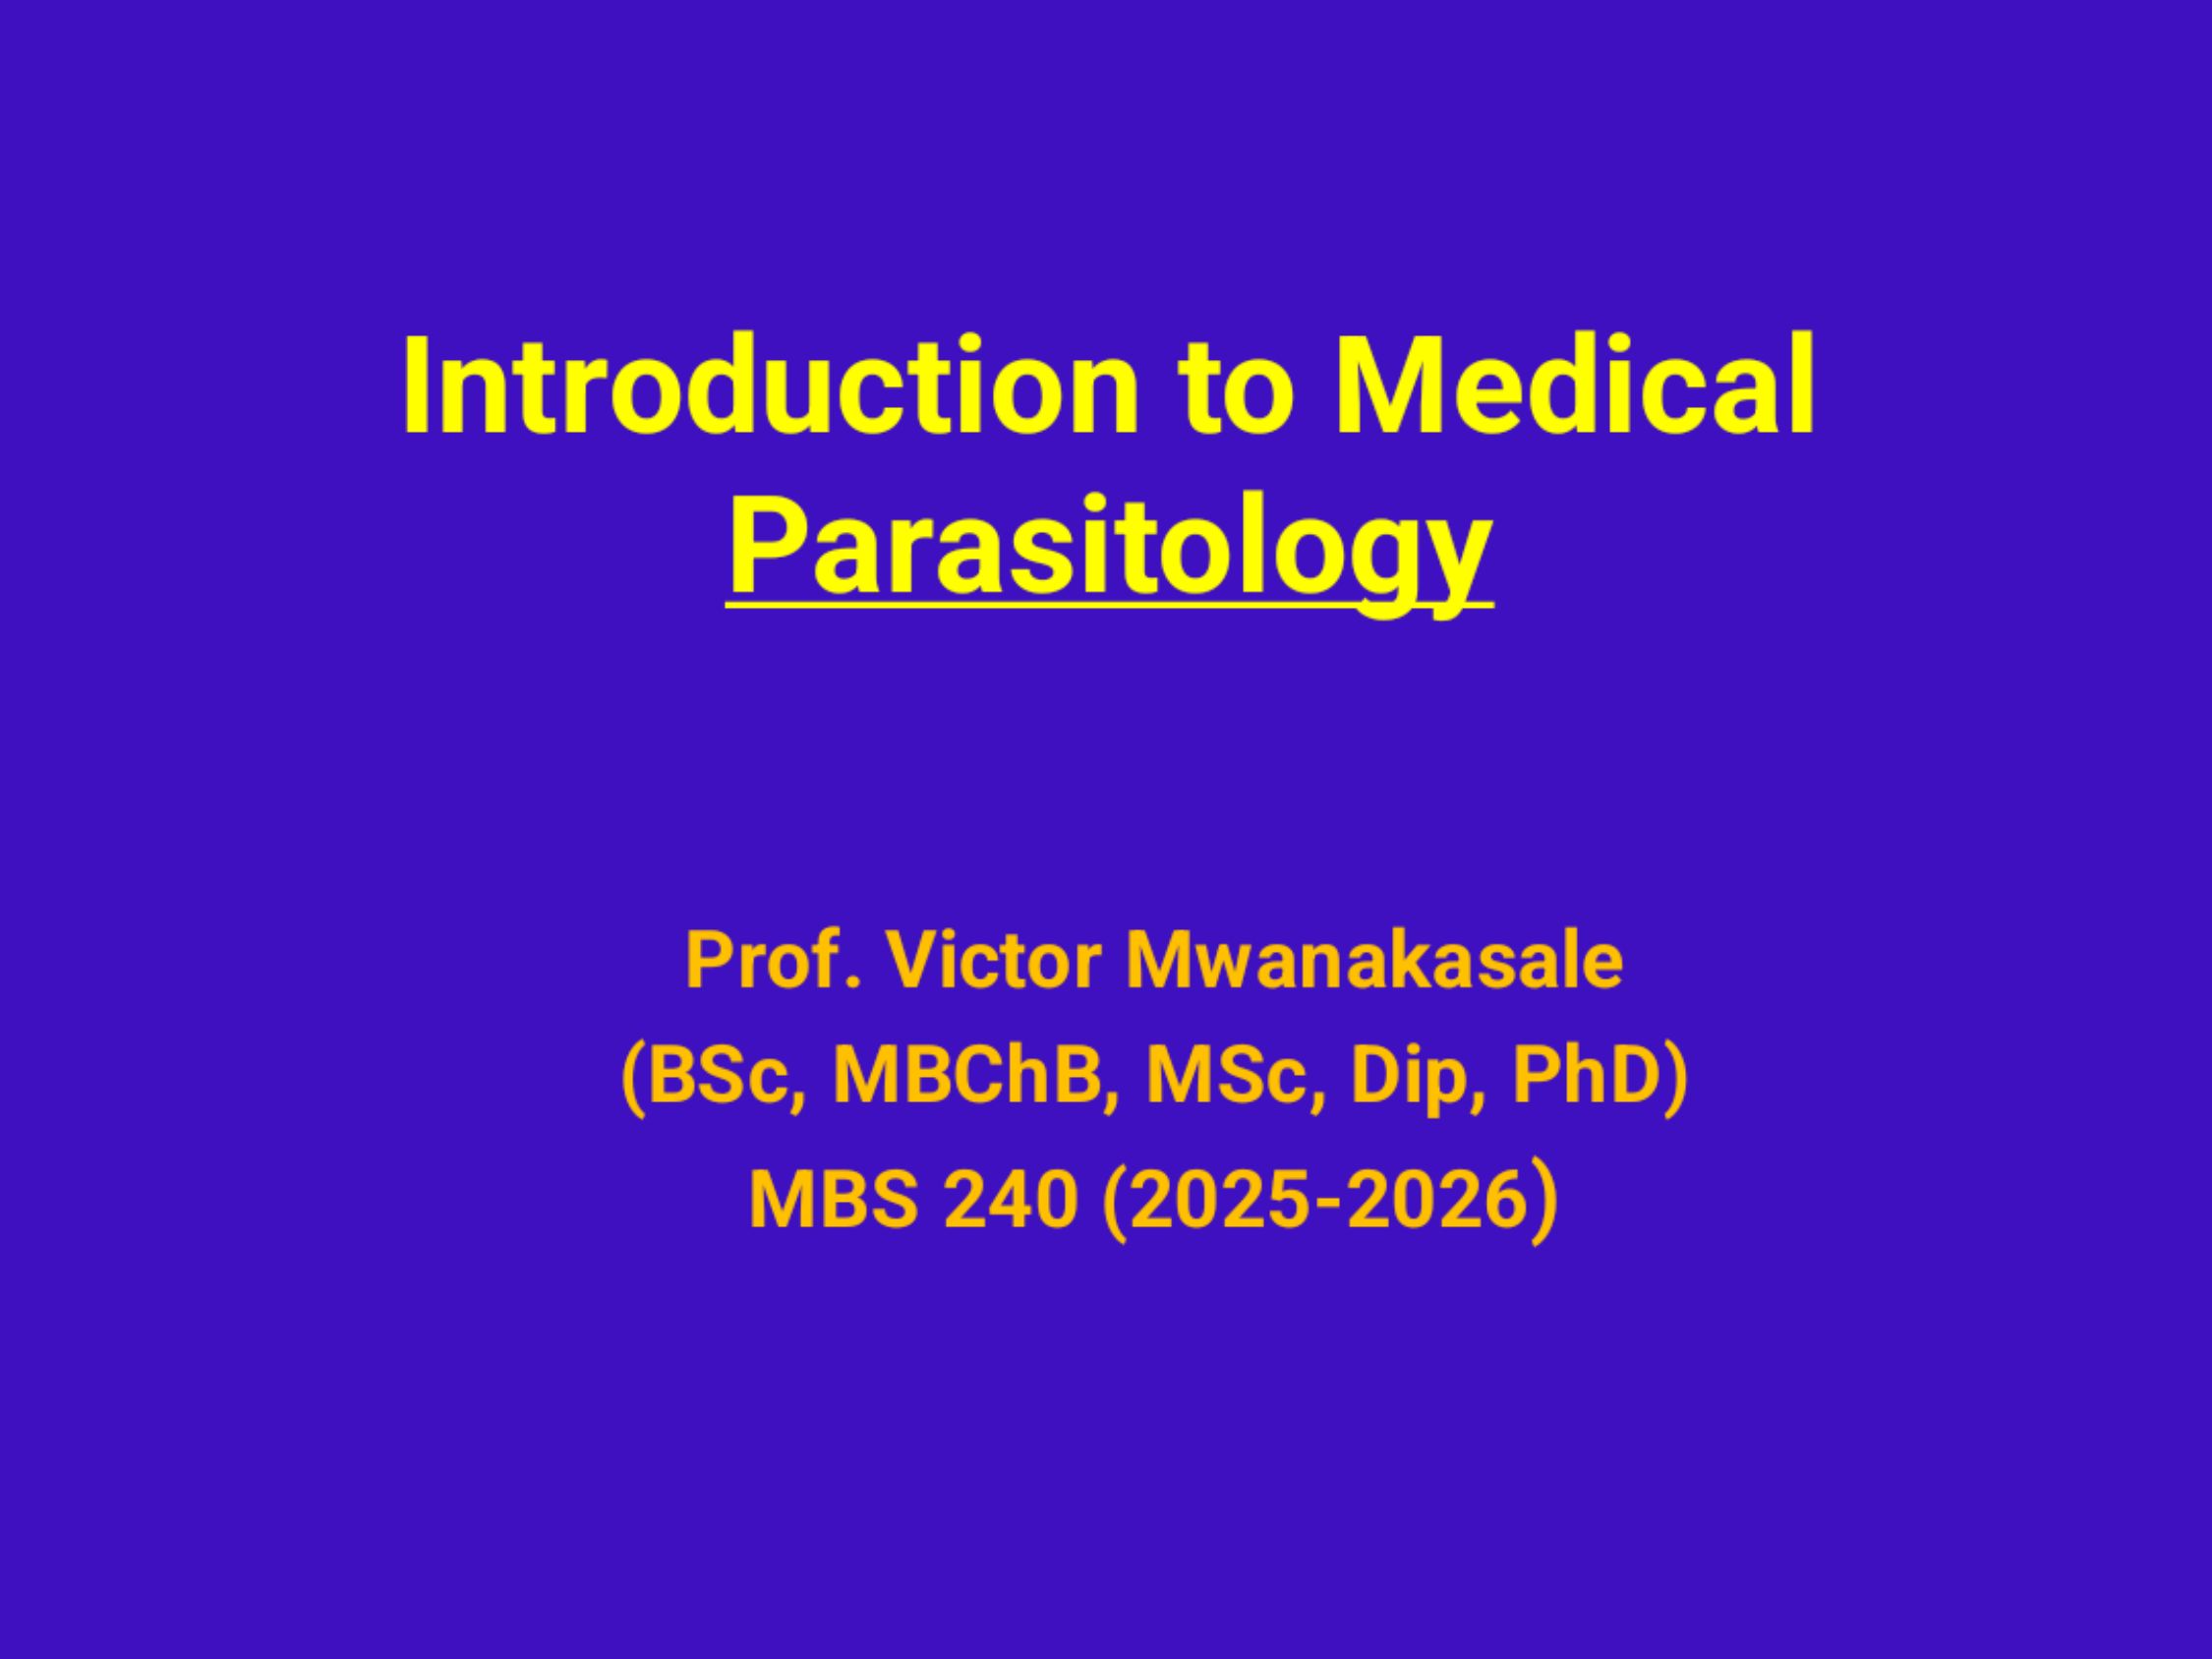 Introduction to Medical
Parasitology
Prof. Victor Mwanakasale
(BSc, MBChB, MSc, Dip, PhD)
MBS 240 (2025-2026)